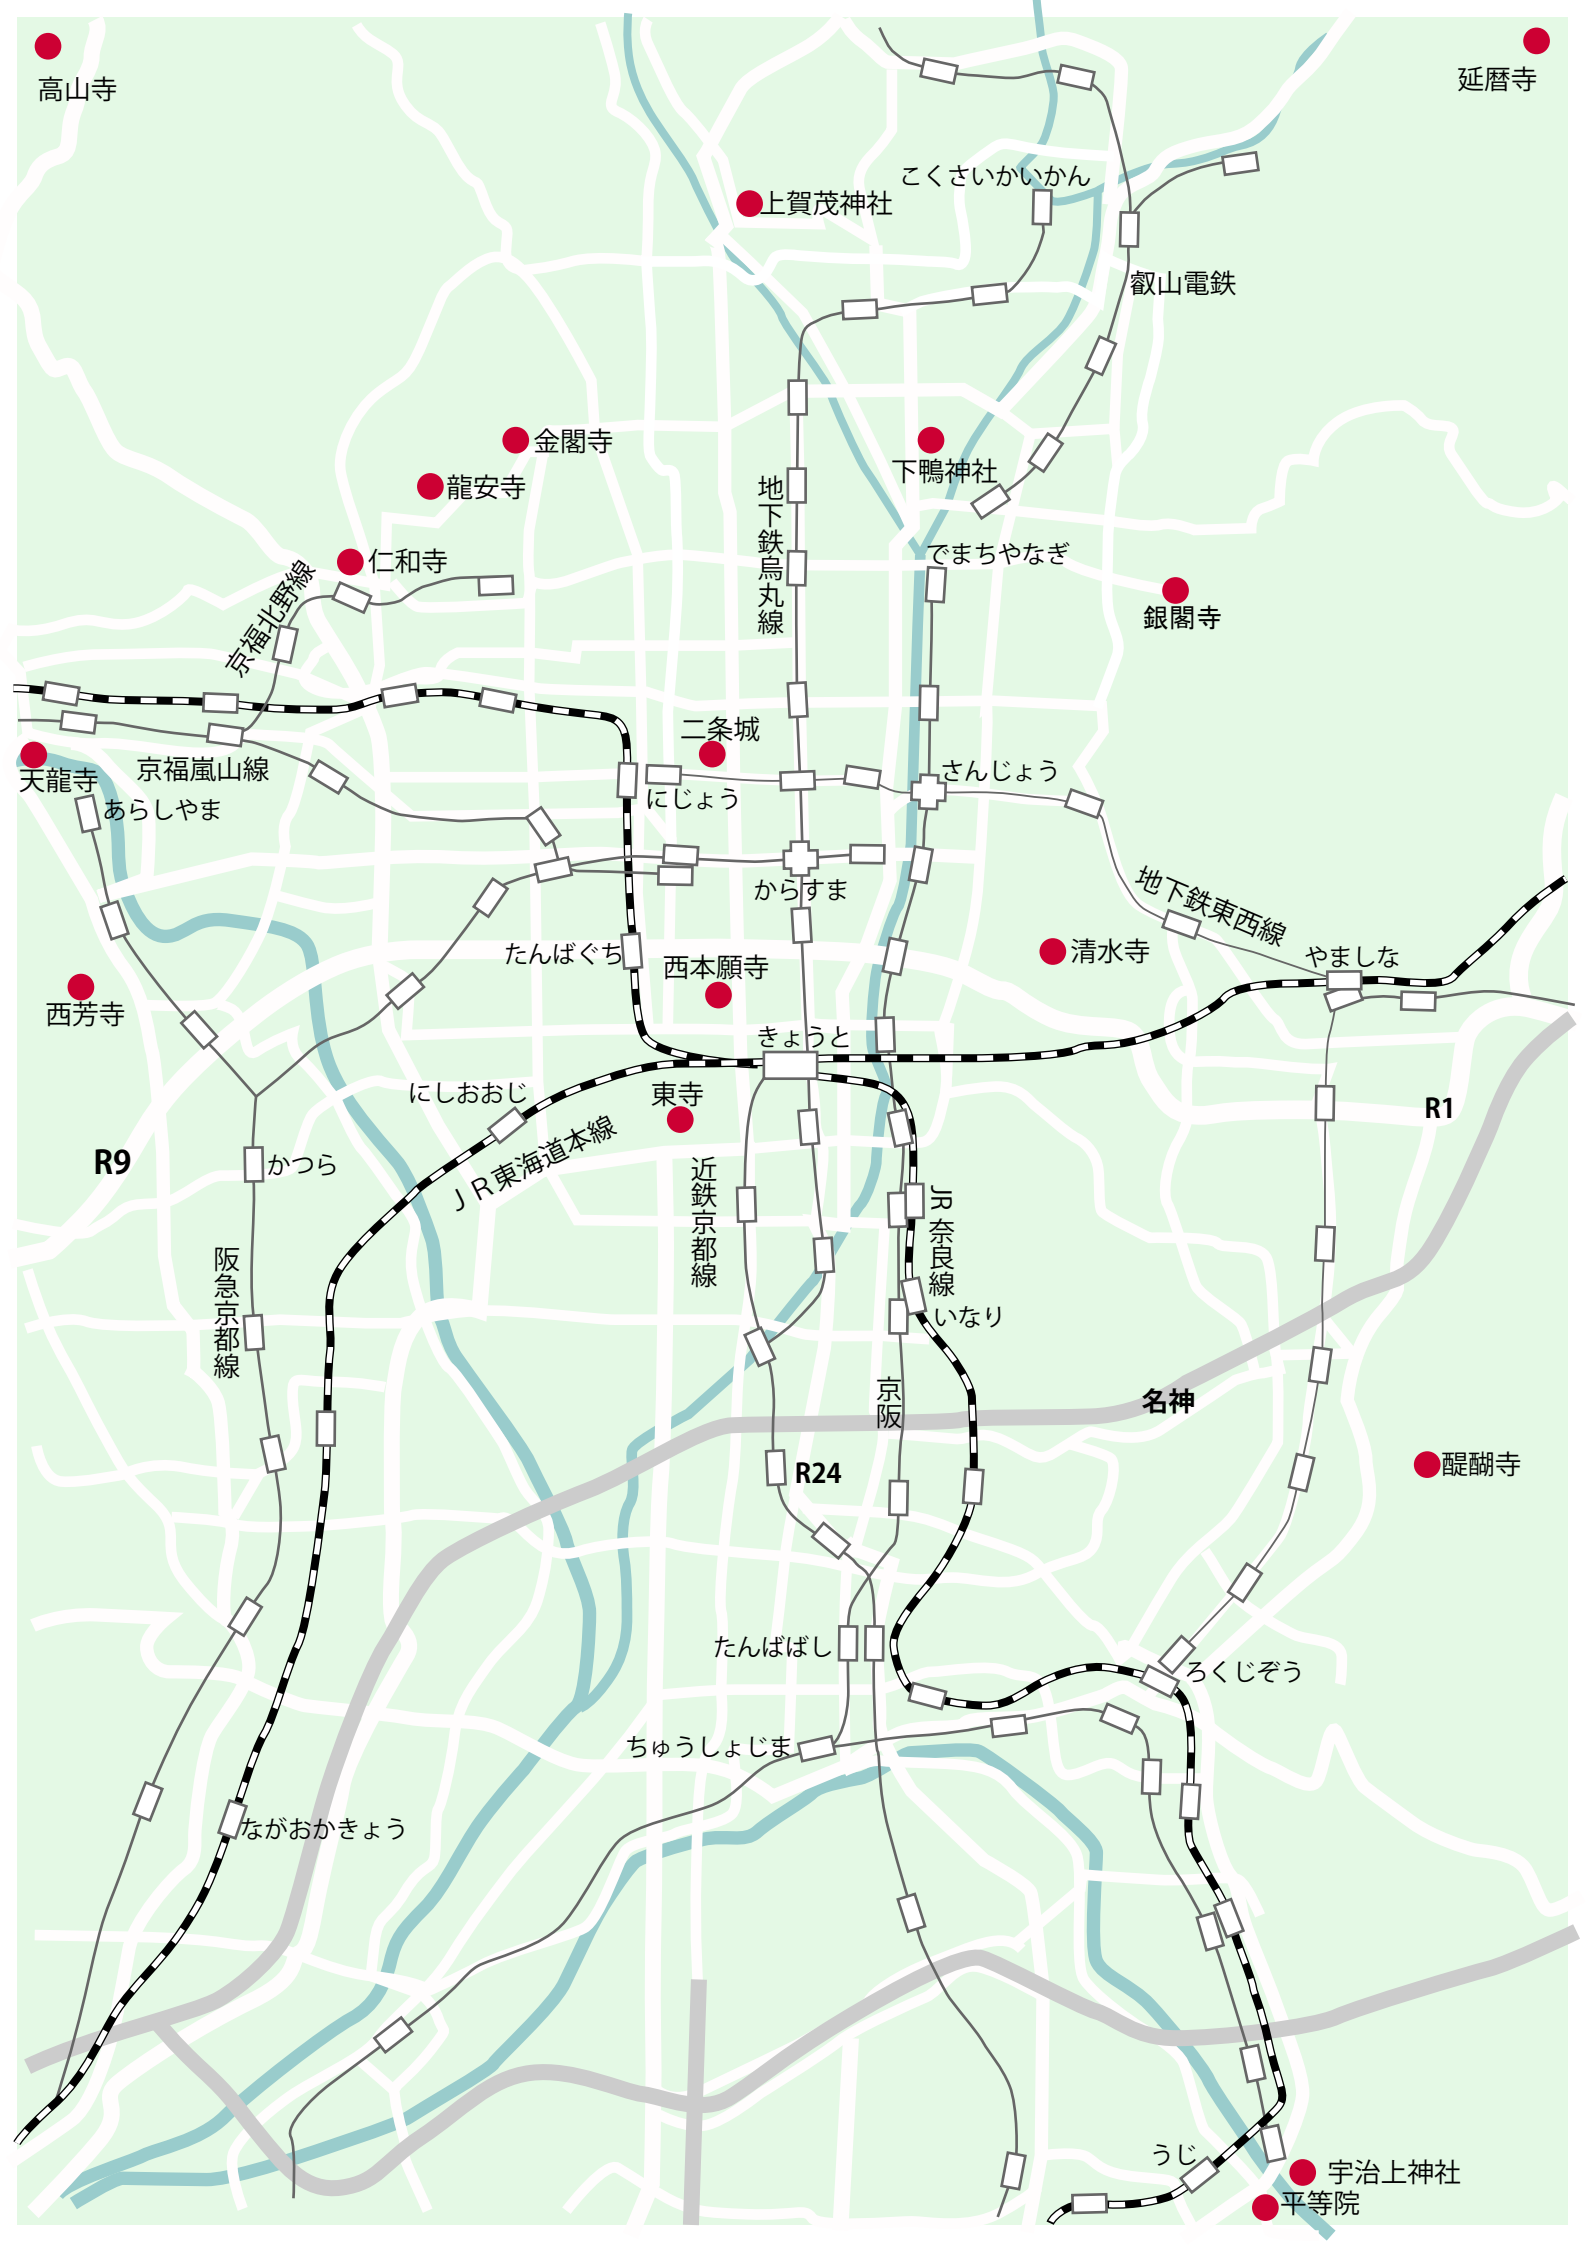 高山寺
延暦寺
こくさいかいかん
上賀茂神社
叡山電鉄
金閣寺
下鴨神社
龍安寺
地下鉄烏丸線
でまちやなぎ
仁和寺
京福北野線
銀閣寺
二条城
京福嵐山線
さんじょう
天龍寺
にじょう
あらしやま
からすま
地下鉄東西線
たんばぐち
清水寺
やましな
西本願寺
西芳寺
きょうと
にしおおじ
東寺
R1
JR東海道本線
R9
かつら
近鉄京都線
JR奈良線
阪急京都線
いなり
京阪
名神
R24
醍醐寺
たんばばし
ろくじぞう
ちゅうしょじま
ながおかきょう
うじ
宇治上神社
平等院